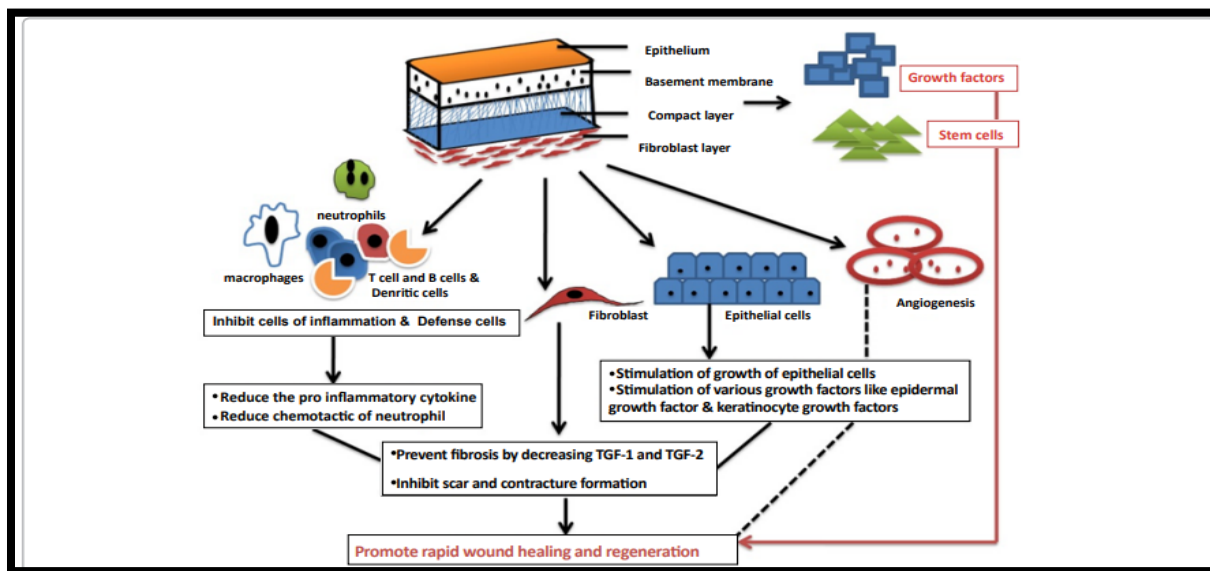 Epithelium
Basement membrane
Compact layer
Fibroblast layer
Growth factors
Stem cells
neutrophils
macrophages
T cell and B cells &
Denritic cells
Inhibit cells of inflammation & Defense cells
Fibroblast
Epithelial cells
Angiogenesis
•Reduce the pro inflammatory cytokine
•Reduce chemotactic of neutrophil
•Stimulation of growth of epithelial cells
•Stimulation of various growth factors like epidermal
growth factor & keratinocyte growth factors
•Prevent fibrosis by decreasing TGF-1 and TGF-2
•Inhibit scar and contracture formation
Promote rapid wound healing and regeneration